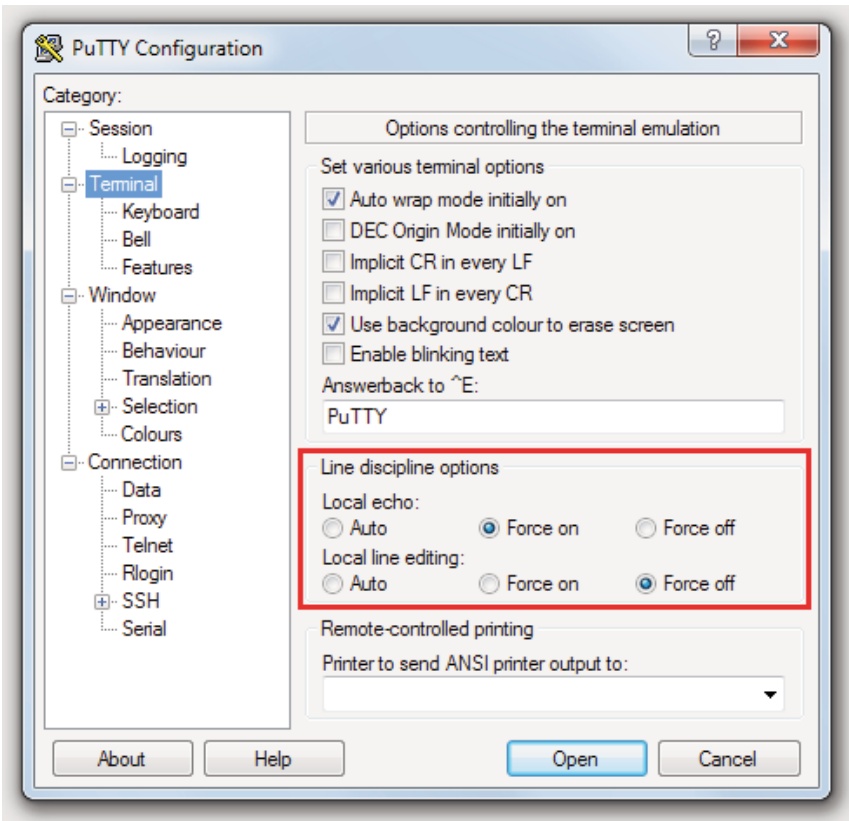 PuTTY Configuration
?
X
Category:
Session
Logging
Terminal
Keyboard
Bell
Features
Window
Appearance
Behaviour
Translation
Selection
Colours
Connection
Data
Proxy
Telnet
Rlogin
SSH
Serial
Options controlling the terminal emulation
Set various terminal options
Auto wrap mode initially on
DEC Origin Mode initially on
Implicit CR in every LF
Implicit LF in every CR
Use background colour to erase screen
Enable blinking text
Answerback to ^E:
PuTTY
Line discipline options
Local echo:
Auto Force on Force off
Local line editing:
Auto Force on Force off
Remote-controlled printing
Printer to send ANSI printer output to:
About Help Open Cancel